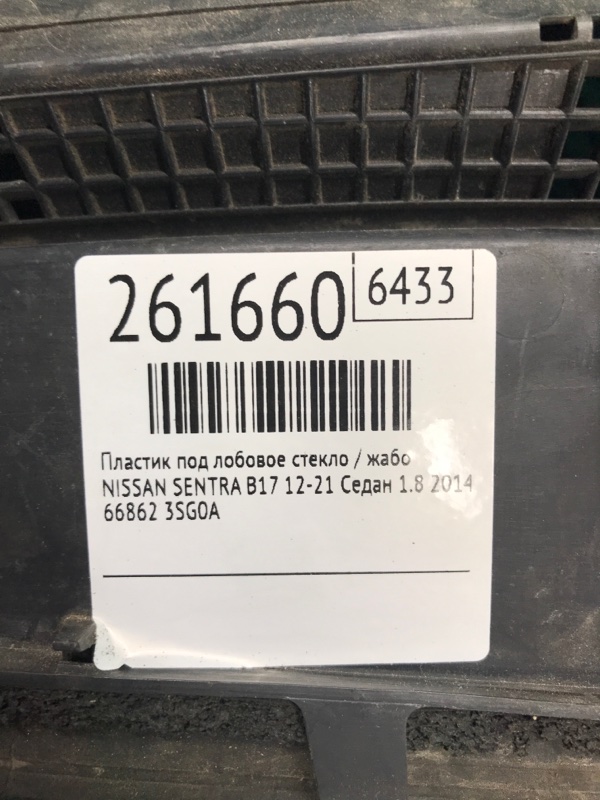 261660
6433
Пластик под лобовое стекло / жабо
NISSAN SENTRA B17 12-21 Седан 1.8 2014
66862 3SG0A